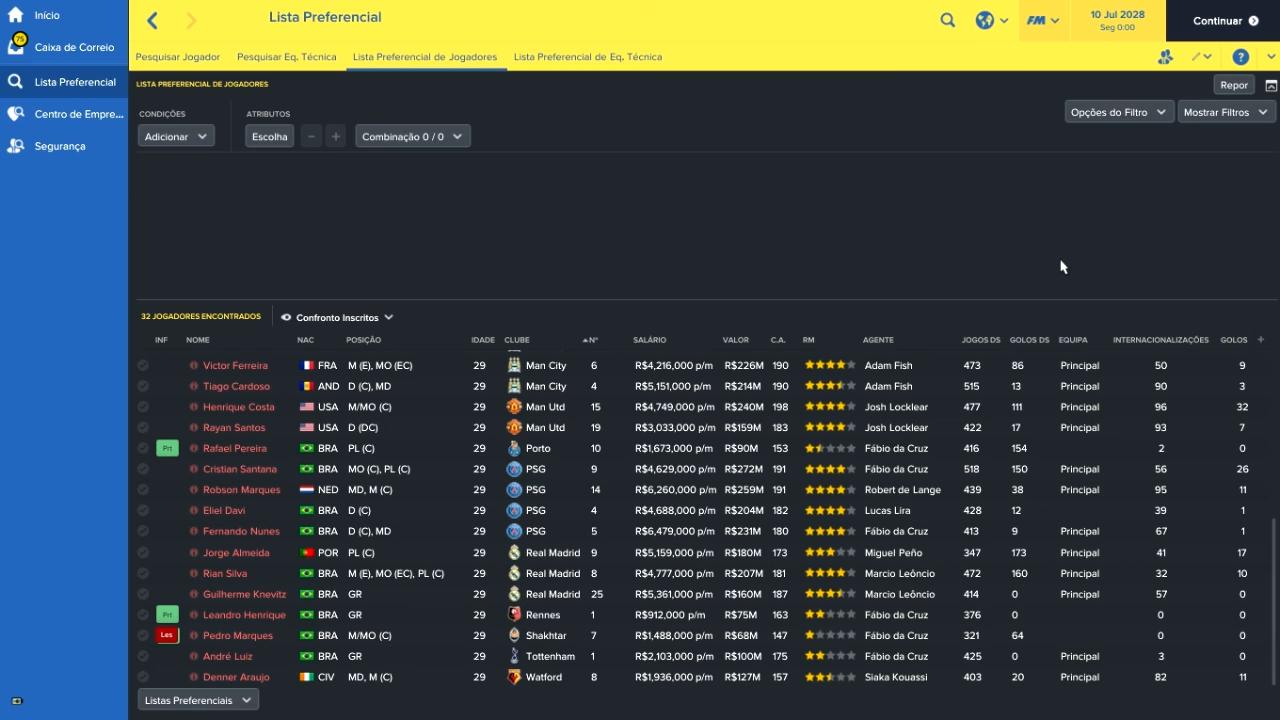 Início
75
Caixa de Correio
Lista Preferencial
Centro de Empre...
Segurança
Lista Preferencial
FM
10 Jul 2028
Seg 0:00
Continuar
Pesquisar Jogador
Pesquisar Eq. Técnica
Lista Preferencial de Jogadores
Lista Preferencial de Eq. Técnica
?
LISTA PREFERENCIAL DE JOGADORES
Repor
CONDIÇÕES
ATRIBUTOS
Opções do Filtro
Mostrar Filtros
Adicionar
Escolha
Combinação 0 / 0
32 JOGADORES ENCONTRADOS
Confronto Inscritos
INF NOME NAC POSIÇÃO IDADE CLUBE Nº SALÁRIO VALOR C.A. RM AGENTE JOGOS DS GOLOS DS EQUIPA INTERNACIONALIZAÇÕES GOLOS
Victor Ferreira FRA M (E), MO (EC) 29 Man City 6 R$4,216,000 p/m R$226M 190 Adam Fish 473 86 Principal 50 9
Tiago Cardoso AND D (C), MD 29 Man City 4 R$5,151,000 p/m R$214M 190 Adam Fish 515 13 Principal 90 3
Henrique Costa USA M/MO (C) 29 Man Utd 15 R$4,749,000 p/m R$240M 198 Josh Locklear 477 111 Principal 96 32
Rayan Santos USA D (DC) 29 Man Utd 19 R$3,033,000 p/m R$159M 183 Josh Locklear 422 17 Principal 93 7
Prt Rafael Pereira BRA PL (C) 29 Porto 10 R$1,673,000 p/m R$90M 153 Fábio da Cruz 416 154 2 0
Cristian Santana BRA MO (C), PL (C) 29 PSG 9 R$4,629,000 p/m R$272M 191 Fábio da Cruz 518 150 Principal 56 26
Robson Marques NED MD, M (C) 29 PSG 14 R$6,260,000 p/m R$259M 191 Robert de Lange 439 38 Principal 95 11
Eliel Davi BRA D (C) 29 PSG 4 R$4,688,000 p/m R$204M 182 Lucas Lira 428 12 39 1
Fernando Nunes BRA D (C), MD 29 PSG 5 R$6,479,000 p/m R$231M 180 Fábio da Cruz 413 9 Principal 67 1
Jorge Almeida POR PL (C) 29 Real Madrid 9 R$5,159,000 p/m R$180M 173 Miguel Peño 347 173 Principal 41 17
Rian Silva BRA M (E), MO (EC), PL (C) 29 Real Madrid 8 R$4,777,000 p/m R$207M 181 Marcio Leôncio 472 160 Principal 32 10
Guilherme Knevitz BRA GR 29 Real Madrid 25 R$5,361,000 p/m R$160M 187 Marcio Leôncio 414 0 Principal 57 0
Prt Leandro Henrique BRA GR 29 Rennes 1 R$912,000 p/m R$75M 163 Fábio da Cruz 376 0 0 0
Les Pedro Marques BRA M/MO (C) 29 Shakhtar 7 R$1,488,000 p/m R$68M 147 Fábio da Cruz 321 64 0 0
André Luiz BRA GR 29 Tottenham 1 R$2,103,000 p/m R$100M 175 Fábio da Cruz 425 0 Principal 3 0
Denner Araujo CIV MD, M (C) 29 Watford 8 R$1,936,000 p/m R$127M 157 Siaka Kouassi 403 20 Principal 82 11
Listas Preferenciais